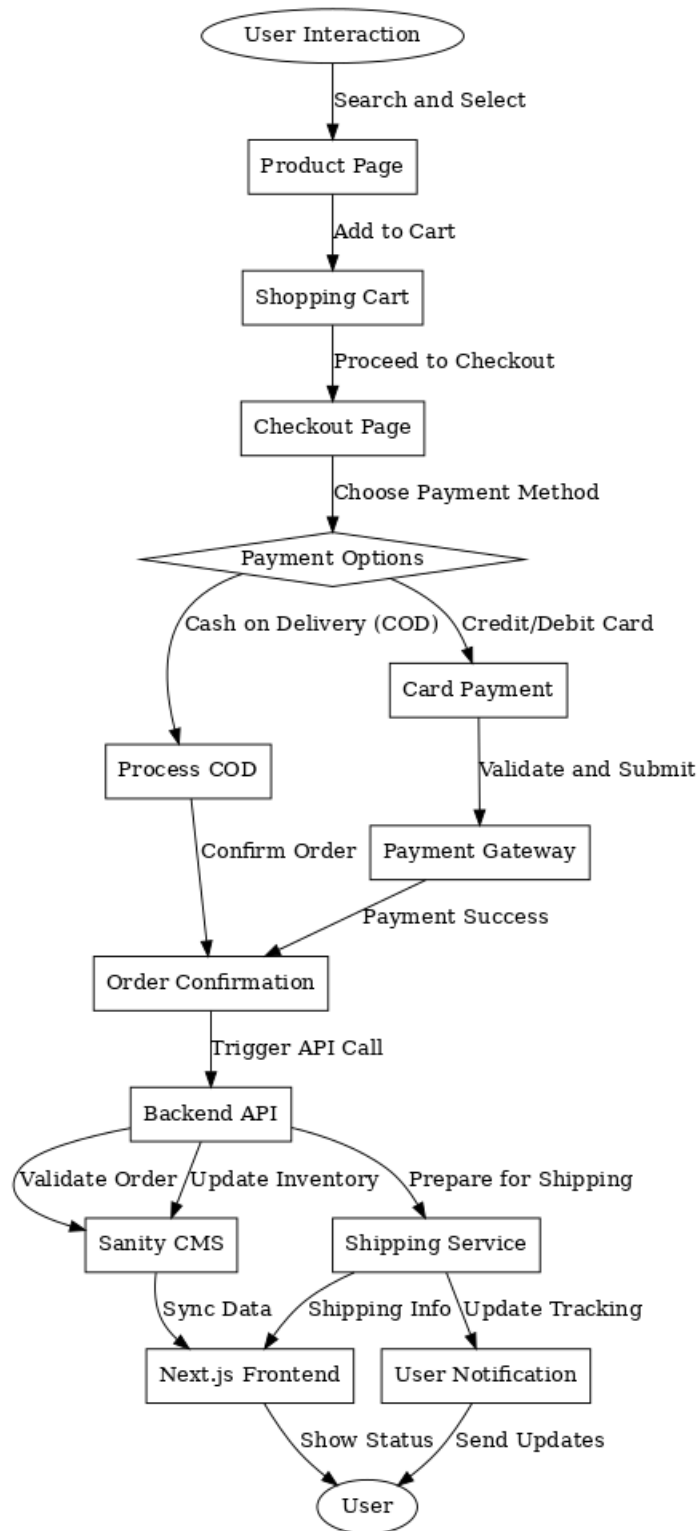 User Interaction
Search and Select
Product Page
Add to Cart
Shopping Cart
Proceed to Checkout
Checkout Page
Choose Payment Method
Payment Options
Cash on Delivery (COD)
Credit/Debit Card
Card Payment
Process COD
Validate and Submit
Confirm Order
Payment Gateway
Payment Success
Order Confirmation
Trigger API Call
Backend API
Validate Order
Update Inventory
Prepare for Shipping
Sanity CMS
Shipping Service
Sync Data
Shipping Info
Update Tracking
Next.js Frontend
User Notification
Show Status
Send Updates
User